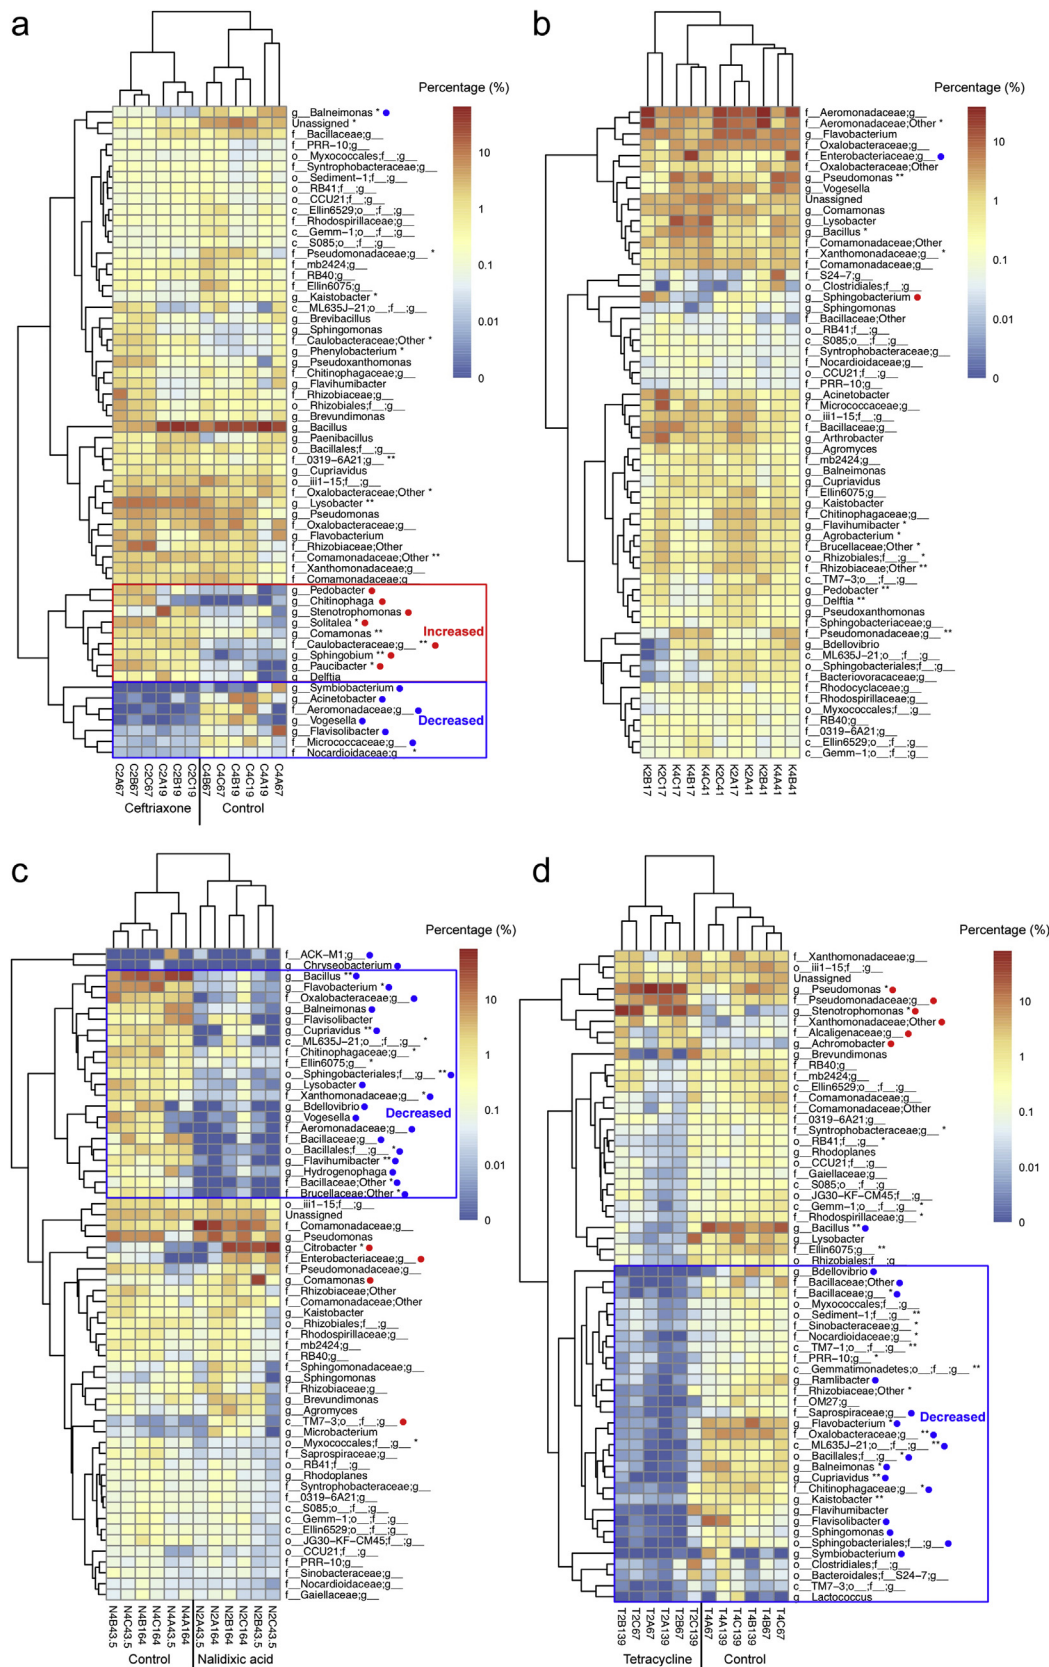 a
Percentage (%)
10
1
0.1
0.01
0
g__Balneimonas *
Unassigned *
f__Bacillaceae;g__
f__PRR-10;g__
o__Myxococcales;f__;g__
f__Syntrophobacteraceae;g__
o__Sediment-1;f__;g__
o__RB41;f__;g__
o__CCU21;f__;g__
c__Ellin6529;o__;f__;g__
f__Rhodospirillaceae;g__
c__Gemm-1;o__;f__;g__
c__S085;o__;f__;g__
f__Pseudomonadaceae;g__ *
f__mb2424;g__
f__RB40;g__
f__Ellin6075;g__
g__Kaistobacter *
c__ML635J-21;o__;f__;g__
g__Brevibacillus
g__Sphingomonas
f__Caulobacteraceae;Other *
g__Phenylobacterium *
g__Pseudoxanthomonas
f__Chitinophagaceae;g__
g__Flavihumibacter
f__Rhizobiaceae;g__
o__Rhizobiales;f__;g__
g__Brevundimonas
g__Bacillus
g__Paenibacillus
o__Bacillales;f__;g__
f__0319-6A21;g__ **
g__Cupriavidus
o__iii1-15;f__;g__
f__Oxalobacteraceae;Other *
g__Lysobacter **
g__Pseudomonas
f__Oxalobacteraceae;g__
g__Flavobacterium
f__Rhizobiaceae;Other
f__Comamonadaceae;Other **
f__Xanthomonadaceae;g__
f__Comamonadaceae;g__
g__Pedobacter
g__Chitinophaga
g__Stenotrophomonas
g__Solitalea *
g__Comamonas **
f__Caulobacteraceae;g__ **
g__Sphingobium **
g__Paucibacter *
g__Delftia
Increased
g__Symbiobacterium
g__Acinetobacter
f__Aeromonadaceae;g__
g__Vogesella
g__Flavisolibacter
f__Micrococcaceae;g__
f__Nocardioidaceae;g__ *
Decreased
C2A67
C2B67
C2C67
C2A19
C2B19
C2C19
C4B67
C4C67
C4B19
C4C19
C4A19
C4A67
Ceftriaxone
Control
b
Percentage (%)
10
1
0.1
0.01
0
f__Aeromonadaceae;g__
f__Aeromonadaceae;Other *
g__Flavobacterium
f__Oxalobacteraceae;g__
f__Enterobacteriaceae;g__
f__Oxalobacteraceae;Other
g__Pseudomonas **
g__Vogesella
Unassigned
g__Comamonas
g__Lysobacter
g__Bacillus *
f__Comamonadaceae;Other
f__Xanthomonadaceae;g__ *
f__Comamonadaceae;g__
f__S24-7;g__
o__Clostridiales;f__;g__
g__Sphingobacterium
g__Sphingomonas
f__Bacillaceae;Other
o__RB41;f__;g__
c__S085;o__;f__;g__
f__Syntrophobacteraceae;g__
f__Nocardioidaceae;g__
o__CCU21;f__;g__
f__PRR-10;g__
g__Acinetobacter
f__Micrococcaceae;g__
o__iii1-15;f__;g__
f__Bacillaceae;g__
g__Arthrobacter
g__Agromyces
f__mb2424;g__
g__Balneimonas
g__Cupriavidus
f__Ellin6075;g__
g__Kaistobacter
f__Chitinophagaceae;g__
g__Flavihumibacter *
g__Agrobacterium *
f__Brucellaceae;Other *
o__Rhizobiales;f__;g__ *
f__Rhizobiaceae;Other **
c__TM7-3;o__;f__;g__
g__Pedobacter **
g__Delftia **
g__Pseudoxanthomonas
f__Sphingobacteriaceae;g__
f__Pseudomonadaceae;g__ **
g__Bdellovibrio
c__ML635J-21;o__;f__;g__
o__Sphingobacteriales;f__;g__
f__Bacteriovoracaceae;g__
f__Rhodocyclaceae;g__
f__Rhodospirillaceae;g__
o__Myxococcales;f__;g__
f__RB40;g__
f__0319-6A21;g__
c__Ellin6529;o__;f__;g__
c__Gemm-1;o__;f__;g__
K2B17
K2C17
K4C17
K4B17
K4C41
K2C41
K2A17
K2A41
K2B41
K4A41
K4B41
c
Percentage (%)
10
1
0.1
0.01
0
f__ACK-M1;g__
g__Chryseobacterium
g__Bacillus **
g__Flavobacterium *
f__Oxalobacteraceae;g__
g__Balneimonas
g__Flavisolibacter
g__Cupriavidus **
c__ML635J-21;o__;f__;g__ *
f__Chitinophagaceae;g__ *
f__Ellin6075;g__ *
o__Sphingobacteriales;f__;g__ **
g__Lysobacter
f__Xanthomonadaceae;g__ *
g__Bdellovibrio
g__Vogesella
f__Aeromonadaceae;g__
f__Bacillaceae;g__
o__Bacillales;f__;g__ *
g__Flavihumibacter **
g__Hydrogenophaga
f__Bacillaceae;Other *
f__Brucellaceae;Other *
Decreased
o__iii1-15;f__;g__
Unassigned
f__Comamonadaceae;g__
g__Pseudomonas
g__Citrobacter *
f__Enterobacteriaceae;g__
f__Pseudomonadaceae;g__
g__Comamonas
f__Rhizobiaceae;Other
f__Comamonadaceae;Other
g__Kaistobacter
o__Rhizobiales;f__;g__
f__Rhodospirillaceae;g__
f__mb2424;g__
f__RB40;g__
f__Sphingomonadaceae;g__
g__Sphingomonas
f__Rhizobiaceae;g__
g__Brevundimonas
g__Agromyces
c__TM7-3;o__;f__;g__
g__Microbacterium
o__Myxococcales;f__;g__ *
f__Saprospiraceae;g__
o__RB41;f__;g__
g__Rhodoplanes
f__Syntrophobacteraceae;g__
f__0319-6A21;g__
c__S085;o__;f__;g__
c__Gemm-1;o__;f__;g__
c__Ellin6529;o__;f__;g__
o__JG30-KF-CM45;f__;g__
o__CCU21;f__;g__
f__PRR-10;g__
f__Sinobacteraceae;g__
f__Nocardioidaceae;g__
f__Gaiellaceae;g__
N4B43.5
N4C43.5
N4B164
N4C164
N4A43.5
N4A164
N2A43.5
N2A164
N2B164
N2C164
N2B43.5
N2C43.5
Control
Nalidixic acid
d
Percentage (%)
10
1
0.1
0.01
0
f__Xanthomonadaceae;g__
o__iii1-15;f__;g__
Unassigned
g__Pseudomonas *
f__Pseudomonadaceae;g__
g__Stenotrophomonas *
f__Xanthomonadaceae;Other
f__Alcaligenaceae;g__
g__Achromobacter
g__Brevundimonas
f__RB40;g__
f__mb2424;g__
c__Ellin6529;o__;f__;g__
f__Comamonadaceae;g__
f__Comamonadaceae;Other
f__0319-6A21;g__
f__Syntrophobacteraceae;g__ *
o__RB41;f__;g__ *
g__Rhodoplanes
o__CCU21;f__;g__
f__Gaiellaceae;g__
c__S085;o__;f__;g__
o__JG30-KF-CM45;f__;g__
c__Gemm-1;o__;f__;g__ *
f__Rhodospirillaceae;g__ *
g__Bacillus **
g__Lysobacter
f__Ellin6075;g__ **
o__Rhizobiales;f__;g__
g__Bdellovibrio
f__Bacillaceae;Other
f__Bacillaceae;g__ *
o__Myxococcales;f__;g__
o__Sediment-1;f__;g__ **
f__Sinobacteraceae;g__ *
f__Nocardioidaceae;g__ *
c__TM7-1;o__;f__;g__ **
f__PRR-10;g__ *
c__Gemmatimonadetes;o__;f__;g__ **
g__Ramlibacter
f__Rhizobiaceae;Other *
f__OM27;g__
f__Saprospiraceae;g__
g__Flavobacterium *
f__Oxalobacteraceae;g__ **
c__ML635J-21;o__;f__;g__ **
o__Bacillales;f__;g__ *
g__Balneimonas *
g__Cupriavidus **
f__Chitinophagaceae;g__ *
g__Kaistobacter **
g__Flavihumibacter
g__Flavisolibacter
g__Sphingomonas
o__Sphingobacteriales;f__;g__
g__Symbiobacterium
o__Clostridiales;f__;g__
o__Bacteroidales;f__S24-7;g__
c__TM7-3;o__;f__;g__
g__Lactococcus
Decreased
T2B139
T2C67
T2A67
T2A139
T2B67
T2C139
T4A67
T4A139
T4C139
T4B139
T4B67
T4C67
Tetracycline
Control